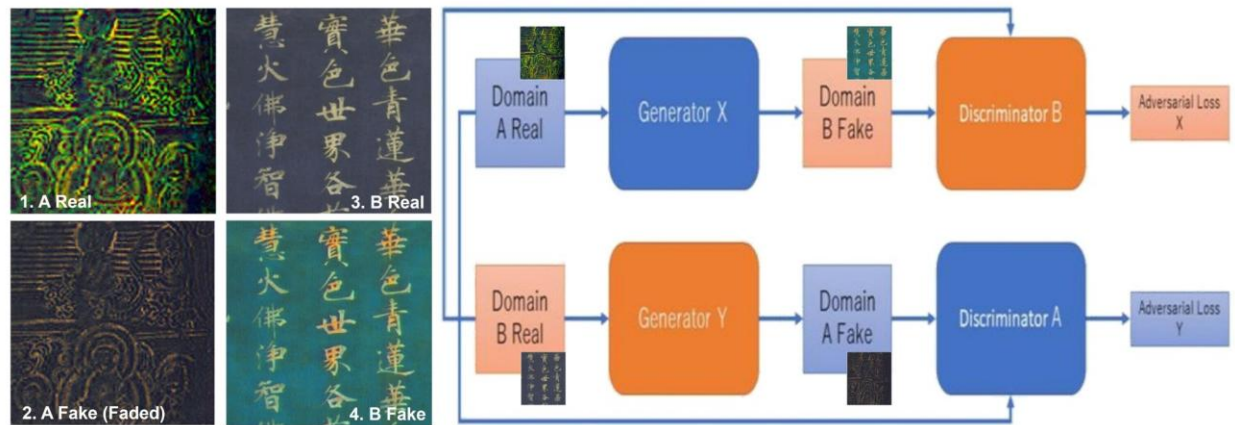 華色青蓮華
寶色世界各
慧火佛淨智
1. A Real
3. B Real
華色青蓮華
寶色世界各
慧火佛淨智
2. A Fake (Faded)
4. B Fake
Domain
A Real
Generator X
Domain
B Fake
Discriminator B
Adversarial Loss
X
Domain
B Real
Generator Y
Domain
A Fake
Discriminator A
Adversarial Loss
Y